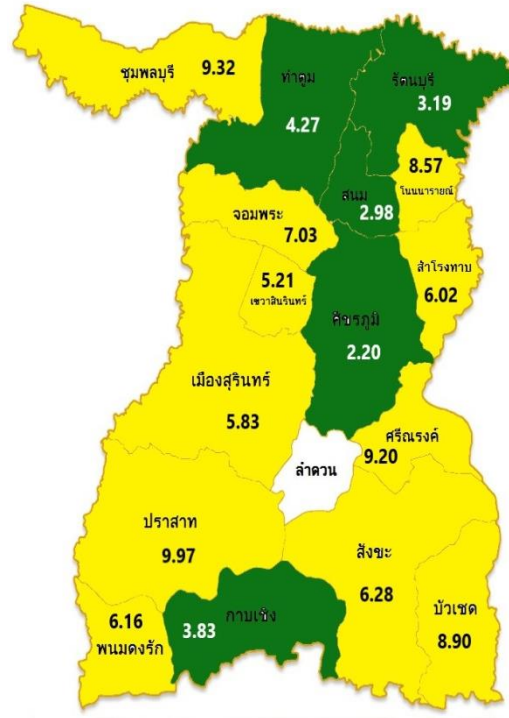 ชุมพลบุรี 9.32
ท่าตูม
4.27
รัตนบุรี
3.19
8.57
โนนนารายณ์
สนม
2.98
จอมพระ
7.03
สำโรงทาบ
6.02
5.21
เขวาสินรินทร์
ศีขรภูมิ
2.20
เมืองสุรินทร์
5.83
ศรีณรงค์
9.20
ลำดวน
ปราสาท
9.97
สังขะ
6.28
บัวเชด
8.90
6.16
พนมดงรัก
กาบเชิง
3.83